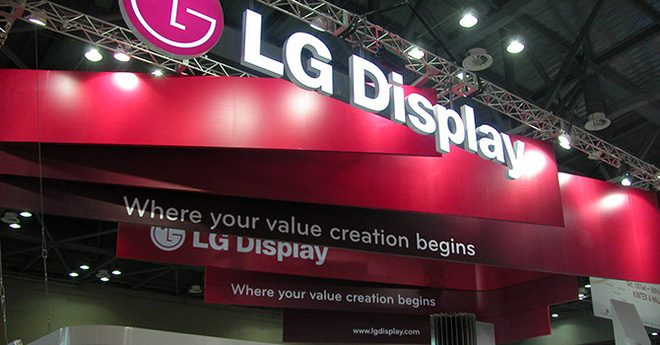 LG Display
Where your value creation begins
LG Display
Where your value creation begins
www.lgdisplay.com